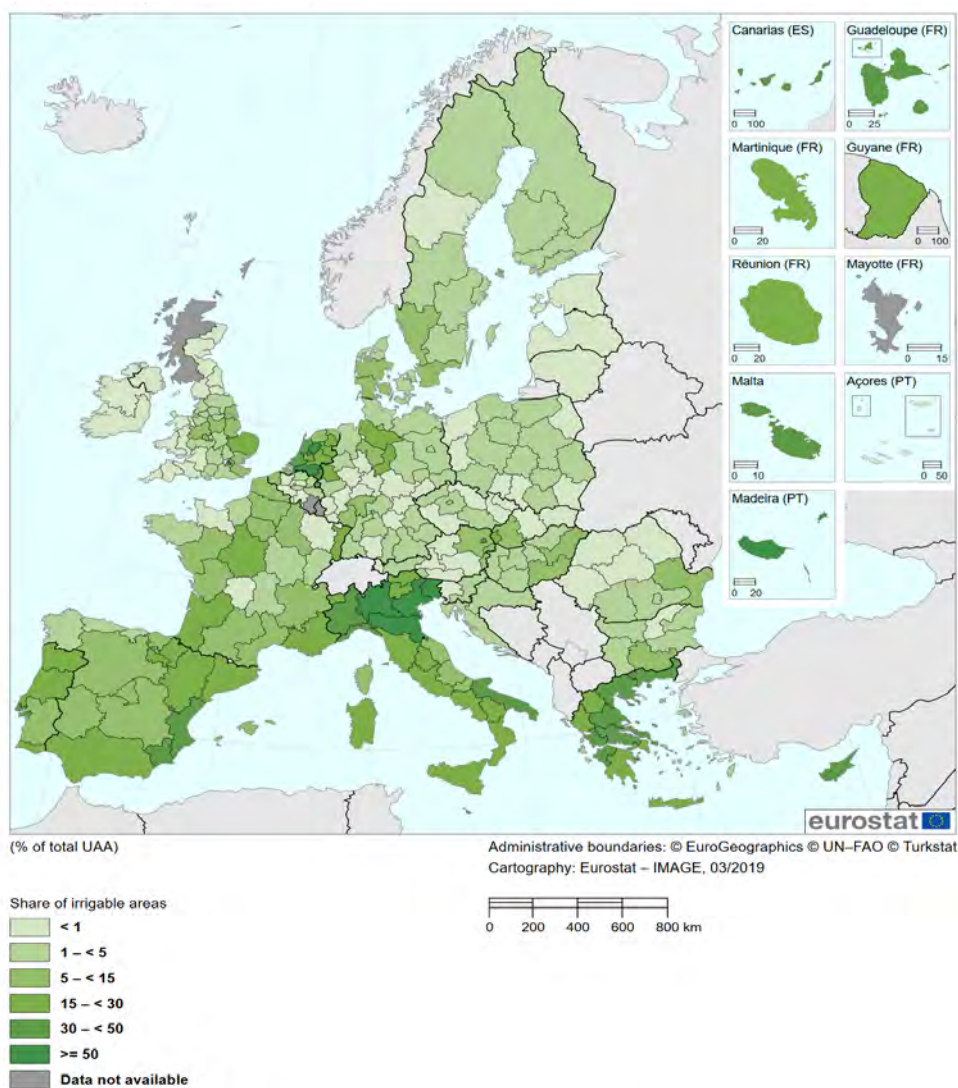 Canarias (ES)
0 100
Guadeloupe (FR)
0 25
Martinique (FR)
0 20
Guyane (FR)
0 100
Réunion (FR)
0 20
Mayotte (FR)
0 15
Malta
0 10
Açores (PT)
0 50
Madeira (PT)
0 20
eurostat
(% of total UAA)
Administrative boundaries: © EuroGeographics © UN–FAO © Turkstat
Cartography: Eurostat – IMAGE, 03/2019
0 200 400 600 800 km
Share of irrigable areas
< 1
1 – < 5
5 – < 15
15 – < 30
30 – < 50
>= 50
Data not available